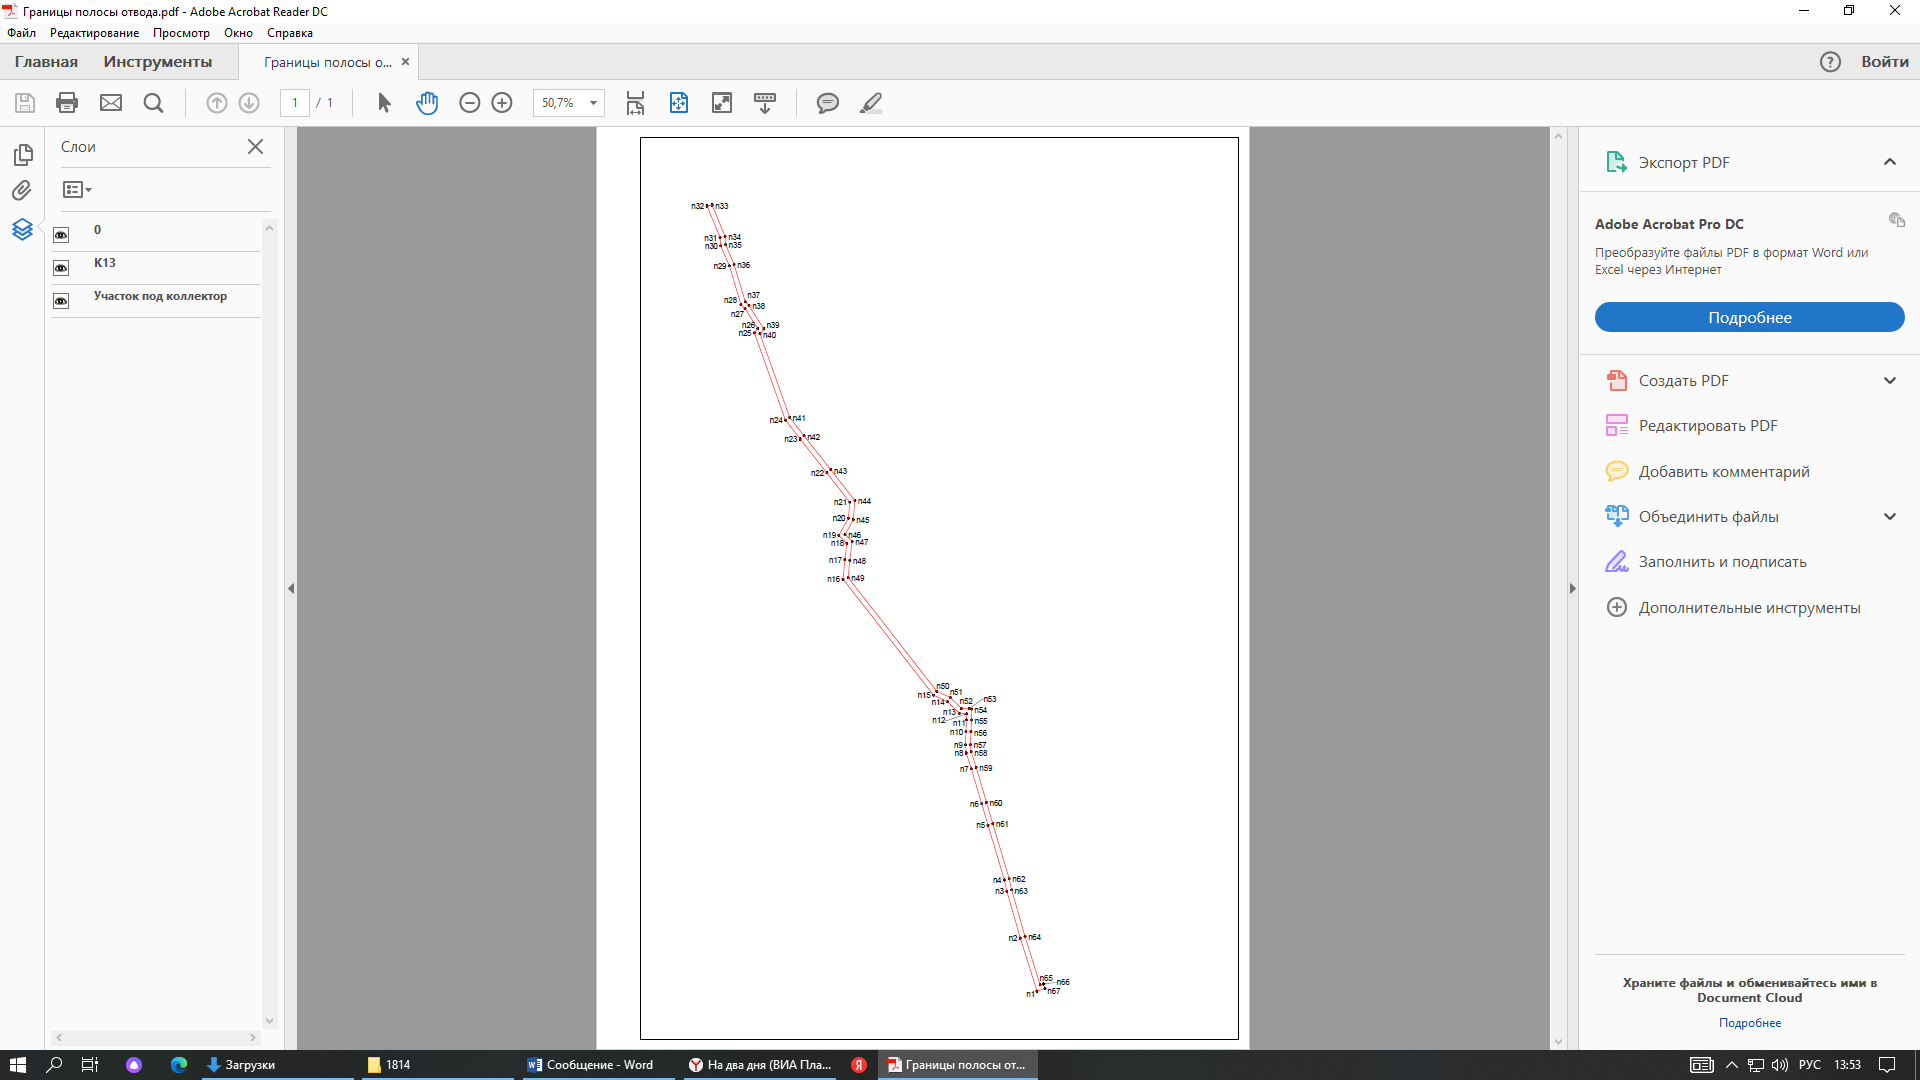 Границы полосы отвода.pdf - Adobe Acrobat Reader DC
Файл Редактирование Просмотр Окно Справка
Главная Инструменты Границы полосы о... Войти
1 / 1 50,7%
Слои
0
К13
Участок под коллектор
n32 n33
n31 n34
n30 n35
n29 n36
n28 n37
n27 n38
n26 n39
n25 n40
n24 n41
n23 n42
n22 n43
n21 n44
n20 n45
n19 n46
n18 n47
n17 n48
n16 n49
n50
n15 n51
n14 n52 n53
n13 n54
n12 n11 n55
n10 n56
n9 n57
n8 n58
n7 n59
n6 n60
n5 n61
n4 n62
n3 n63
n2 n64
n65
n66
n1 n67
Экспорт PDF
Adobe Acrobat Pro DC
Преобразуйте файлы PDF в формат Word или
Excel через Интернет
Подробнее
Создать PDF
Редактировать PDF
Добавить комментарий
Объединить файлы
Заполнить и подписать
Дополнительные инструменты
Храните файлы и обменивайтесь ими в
Document Cloud
Подробнее
Загрузки 1814 Сообщение - Word На два дня (ВИА Пла... Я Границы полосы от... РУС 13:53